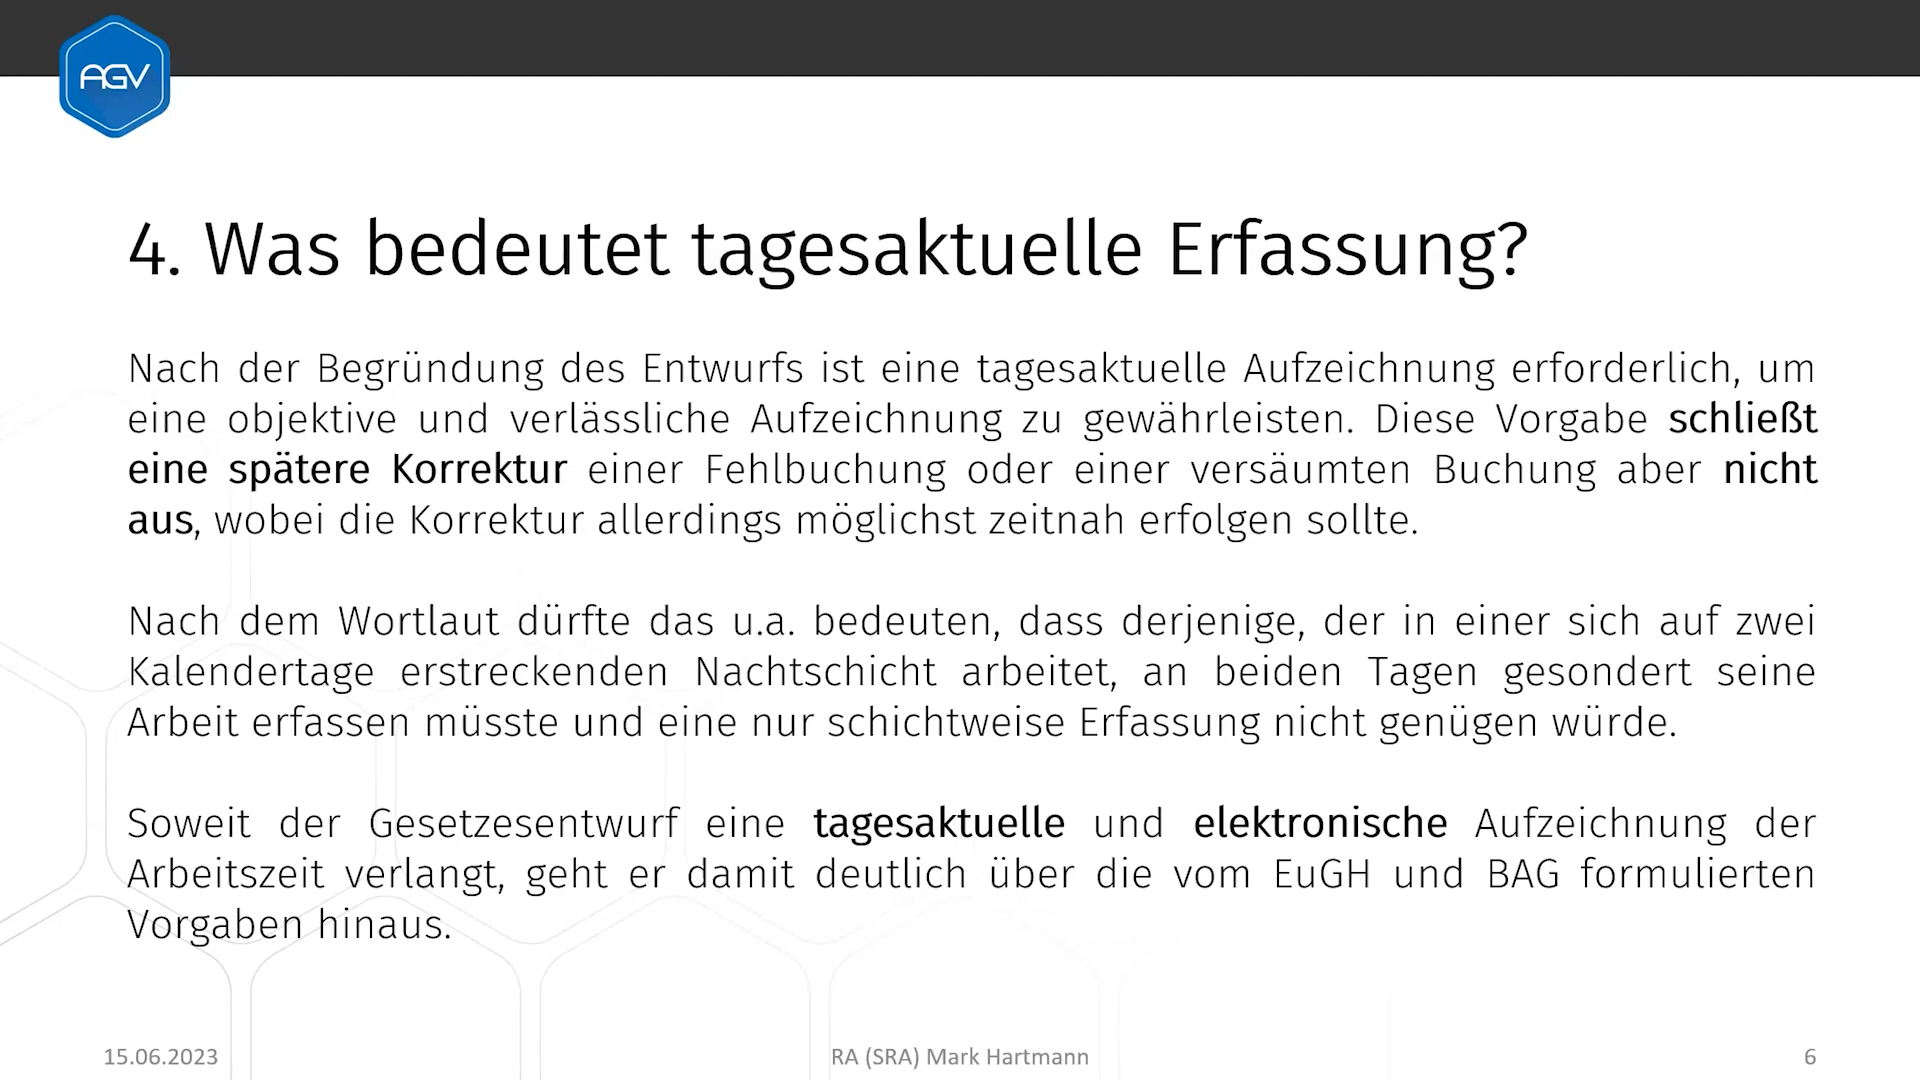 AGV
4. Was bedeutet tagesaktuelle Erfassung?
Nach der Begründung des Entwurfs ist eine tagesaktuelle Aufzeichnung erforderlich, um
eine objektive und verlässliche Aufzeichnung zu gewährleisten. Diese Vorgabe schließt
eine spätere Korrektur einer Fehlbuchung oder einer versäumten Buchung aber nicht
aus, wobei die Korrektur allerdings möglichst zeitnah erfolgen sollte.
Nach dem Wortlaut dürfte das u.a. bedeuten, dass derjenige, der in einer sich auf zwei
Kalendertage erstreckenden Nachtschicht arbeitet, an beiden Tagen gesondert seine
Arbeit erfassen müsste und eine nur schichtweise Erfassung nicht genügen würde.
Soweit der Gesetzesentwurf eine tagesaktuelle und elektronische Aufzeichnung der
Arbeitszeit verlangt, geht er damit deutlich über die vom EuGH und BAG formulierten
Vorgaben hinaus.
15.06.2023
RA (SRA) Mark Hartmann
6